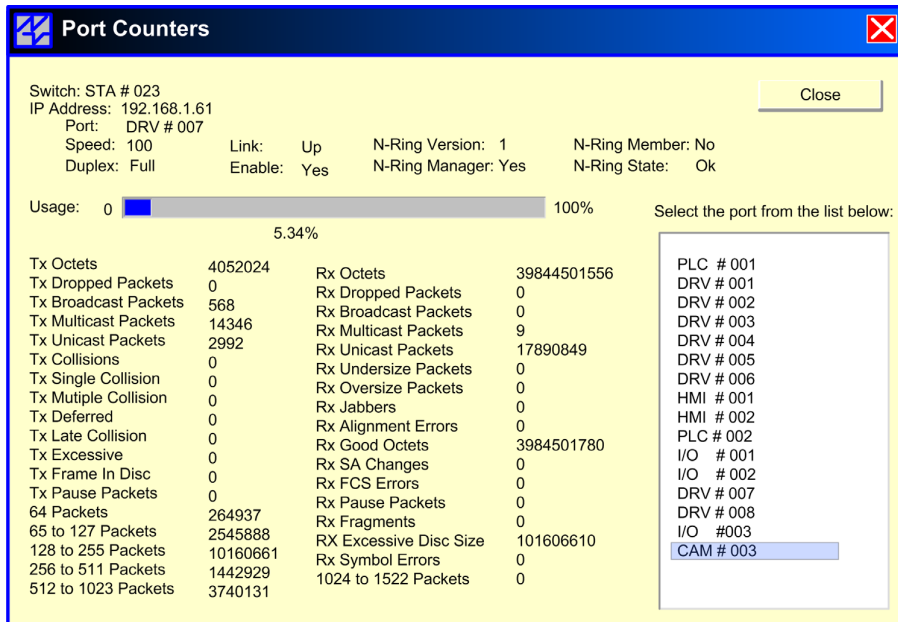 Port Counters
Switch: STA # 023
Close
IP Address: 192.168.1.61
Port: DRV # 007
Speed: 100 Link: Up N-Ring Version: 1 N-Ring Member: No
Duplex: Full Enable: Yes N-Ring Manager: Yes N-Ring State: Ok
Usage: 0 100%
5.34%
Tx Octets 4052024
Tx Dropped Packets 0
Tx Broadcast Packets 568
Tx Multicast Packets 14346
Tx Unicast Packets 2992
Tx Collisions 0
Tx Single Collision 0
Tx Mutiple Collision 0
Tx Deferred 0
Tx Late Collision 0
Tx Excessive 0
Tx Frame In Disc 0
Tx Pause Packets 0
64 Packets 264937
65 to 127 Packets 2545888
128 to 255 Packets 10160661
256 to 511 Packets 1442929
512 to 1023 Packets 3740131
Rx Octets 39844501556
Rx Dropped Packets 0
Rx Broadcast Packets 0
Rx Multicast Packets 9
Rx Unicast Packets 17890849
Rx Undersize Packets 0
Rx Oversize Packets 0
Rx Jabbers 0
Rx Alignment Errors 0
Rx Good Octets 3984501780
Rx SA Changes 0
Rx FCS Errors 0
Rx Pause Packets 0
Rx Fragments 0
RX Excessive Disc Size 101606610
Rx Symbol Errors 0
1024 to 1522 Packets 0
Select the port from the list below:
PLC # 001
DRV # 001
DRV # 002
DRV # 003
DRV # 004
DRV # 005
DRV # 006
HMI # 001
HMI # 002
PLC # 002
I/O # 001
I/O # 002
DRV # 007
DRV # 008
I/O #003
CAM # 003